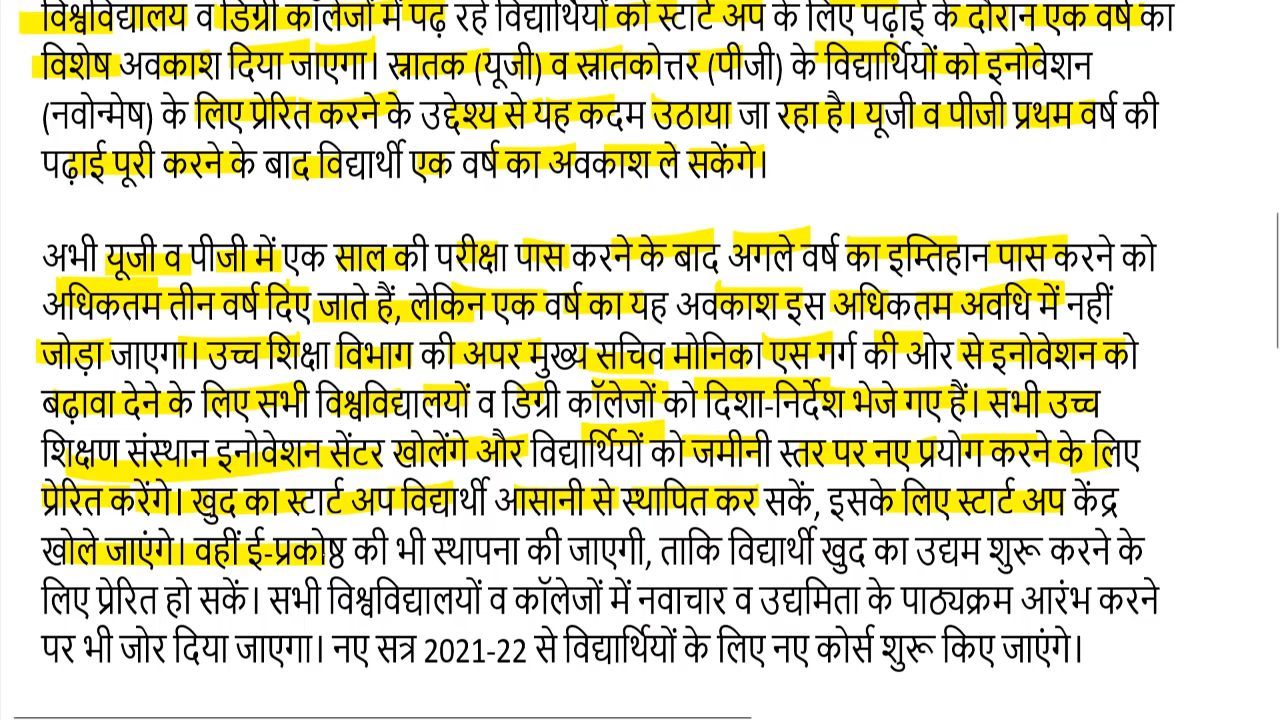 विश्वविद्यालय व डिग्री कॉलेजों में पढ़ रहे विद्यार्थियों को स्टार्ट अप के लिए पढ़ाई के दौरान एक वर्ष का
विशेष अवकाश दिया जाएगा। स्नातक (यूजी) व स्नातकोत्तर (पीजी) के विद्यार्थियों को इनोवेशन
(नवोन्मेष) के लिए प्रेरित करने के उद्देश्य से यह कदम उठाया जा रहा है। यूजी व पीजी प्रथम वर्ष की
पढ़ाई पूरी करने के बाद विद्यार्थी एक वर्ष का अवकाश ले सकेंगे।
अभी यूजी व पीजी में एक साल की परीक्षा पास करने के बाद अगले वर्ष का इम्तिहान पास करने को
अधिकतम तीन वर्ष दिए जाते हैं, लेकिन एक वर्ष का यह अवकाश इस अधिकतम अवधि में नहीं
जोड़ा जाएगा। उच्च शिक्षा विभाग की अपर मुख्य सचिव मोनिका एस गर्ग की ओर से इनोवेशन को
बढ़ावा देने के लिए सभी विश्वविद्यालयों व डिग्री कॉलेजों को दिशा-निर्देश भेजे गए हैं। सभी उच्च
शिक्षण संस्थान इनोवेशन सेंटर खोलेंगे और विद्यार्थियों को जमीनी स्तर पर नए प्रयोग करने के लिए
प्रेरित करेंगे। खुद का स्टार्ट अप विद्यार्थी आसानी से स्थापित कर सकें, इसके लिए स्टार्ट अप केंद्र
खोले जाएंगे। वहीं ई-प्रकोष्ठ की भी स्थापना की जाएगी, ताकि विद्यार्थी खुद का उद्यम शुरू करने के
लिए प्रेरित हो सकें। सभी विश्वविद्यालयों व कॉलेजों में नवाचार व उद्यमिता के पाठ्यक्रम आरंभ करने
पर भी जोर दिया जाएगा। नए सत्र 2021-22 से विद्यार्थियों के लिए नए कोर्स शुरू किए जाएंगे।